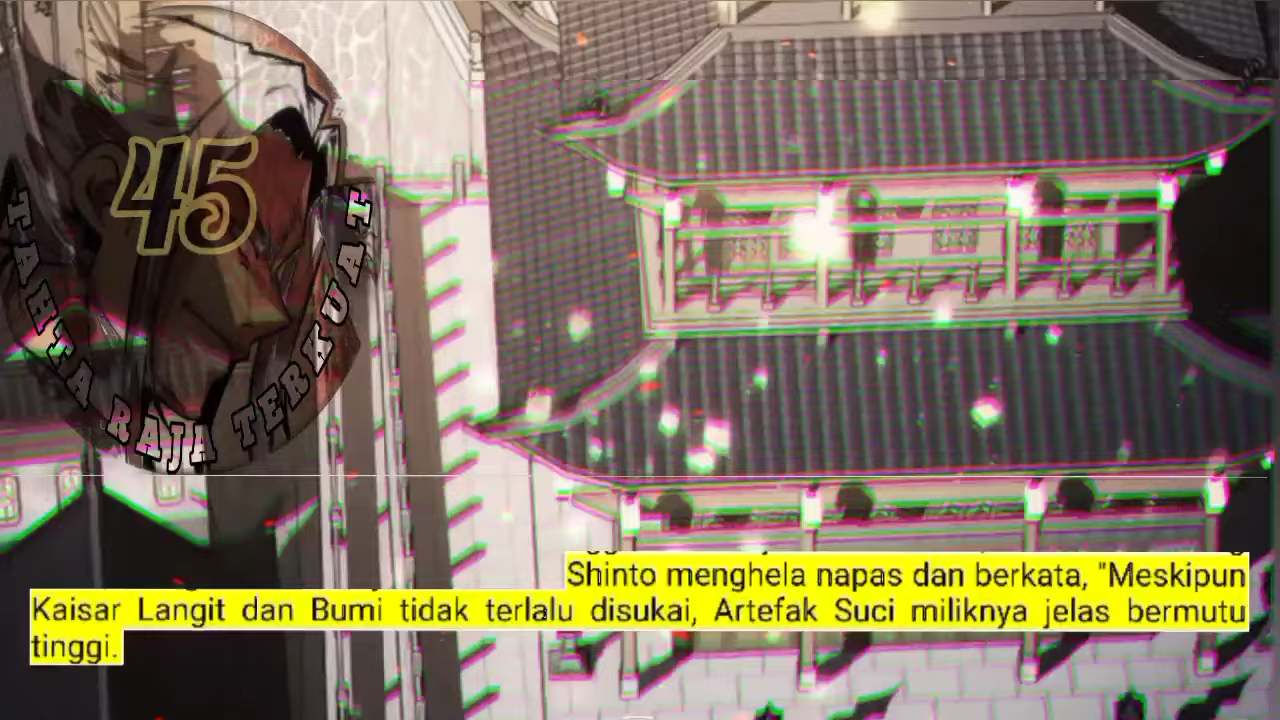 45
TAHTA RAJA TERKUAT
Shinto menghela napas dan berkata, "Meskipun
Kaisar Langit dan Bumi tidak terlalu disukai, Artefak Suci miliknya jelas bermutu
tinggi.